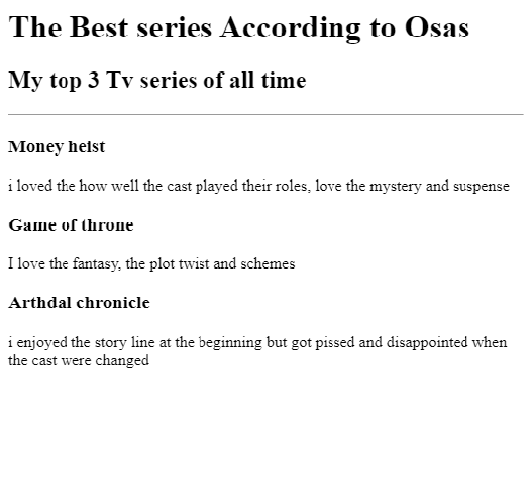 The Best series According to Osas
My top 3 Tv series of all time
Money heist
i loved the how well the cast played their roles, love the mystery and suspense
Game of throne
I love the fantasy, the plot twist and schemes
Arthdal chronicle
i enjoyed the story line at the beginning but got pissed and disappointed when
the cast were changed